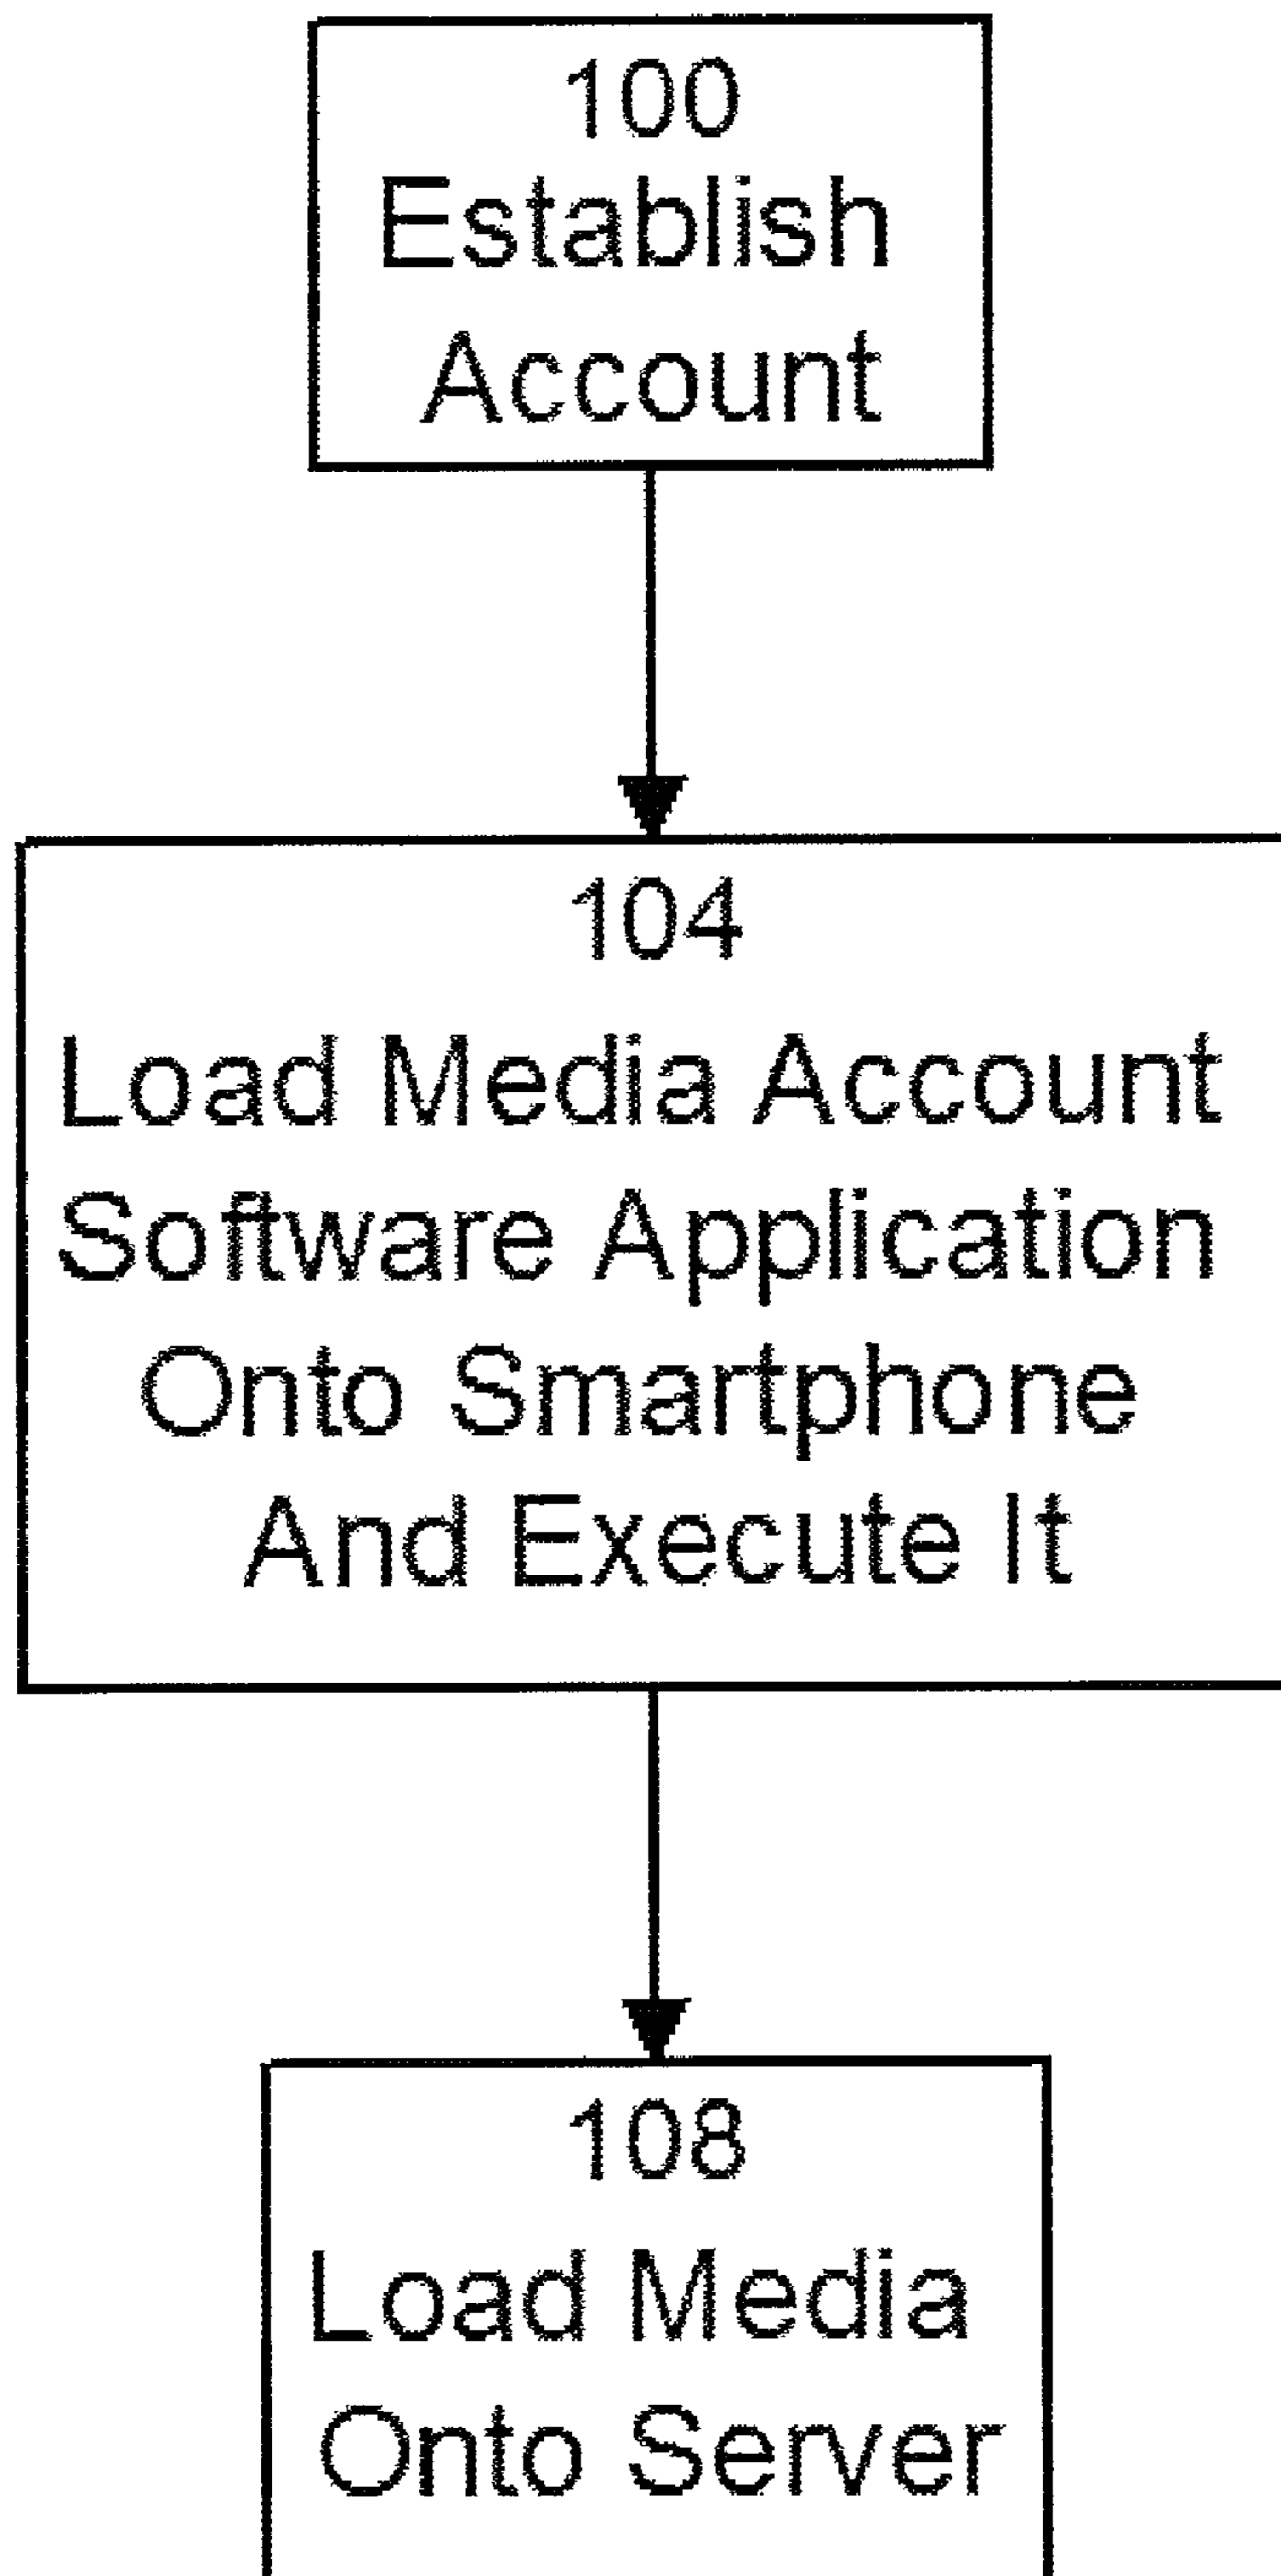 100
Establish
Account
104
Load Media Account
Software Application
Onto Smartphone
And Execute It
108
Load Media
Onto Server